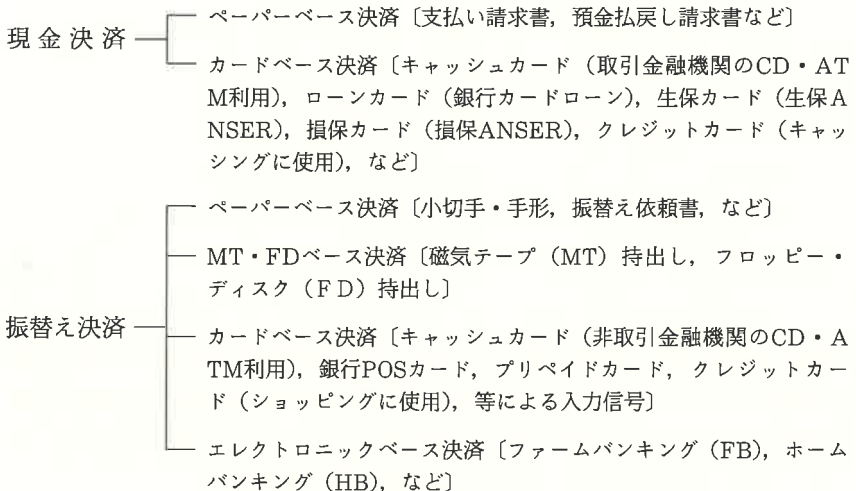 現金決済
ペーパーベース決済〔支払い請求書，預金払戻し請求書など〕
カードベース決済〔キャッシュカード（取引金融機関のCD・AT
M利用），ローンカード（銀行カードローン），生保カード（生保A
NSER），損保カード（損保ANSER），クレジットカード（キャッ
シングに使用），など〕
振替え決済
ペーパーベース決済〔小切手・手形，振替え依頼書，など〕
MT・FDベース決済〔磁気テープ（MT）持出し，フロッピー・
ディスク（FD）持出し〕
カードベース決済〔キャッシュカード（非取引金融機関のCD・A
TM利用），銀行POSカード，プリペイドカード，クレジットカー
ド（ショッピングに使用），等による入力信号〕
エレクトロニックベース決済〔ファームバンキング（FB），ホーム
バンキング（HB），など〕